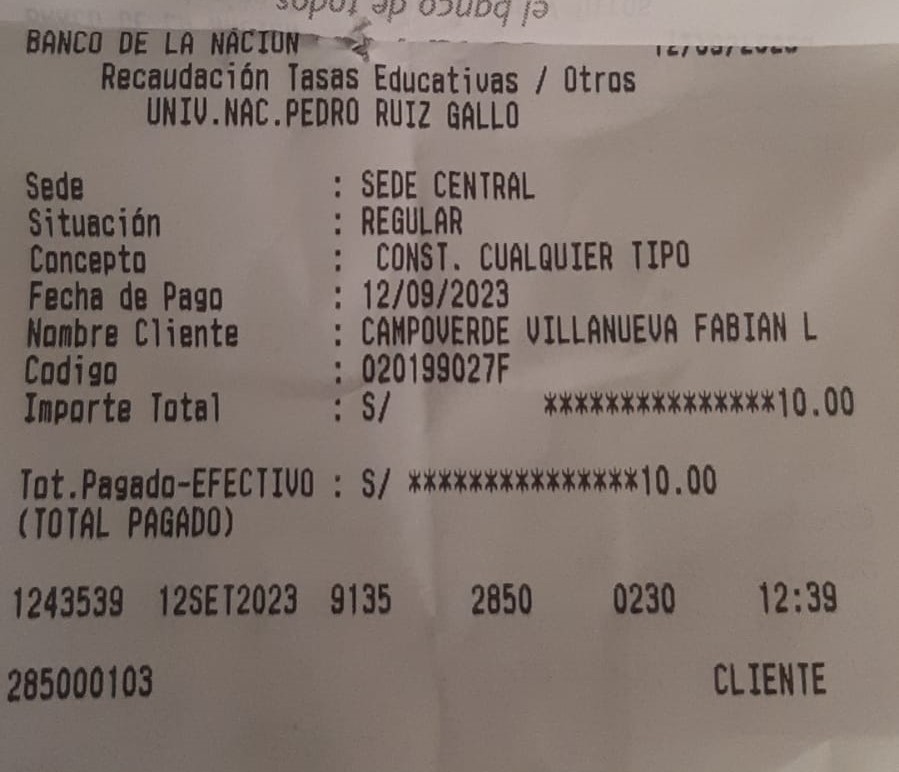 el banco de todos
BANCO DE LA NACION 12/09/2023
Recaudación Tasas Educativas / Otros
UNIV.NAC.PEDRO RUIZ GALLO
Sede : SEDE CENTRAL
Situación : REGULAR
Concepto : CONST. CUALQUIER TIPO
Fecha de Pago : 12/09/2023
Nombre Cliente : CAMPOVERDE VILLANUEVA FABIAN L
Codigo : 020199027F
Importe Total : S/ ***************10.00
Tot.Pagado-EFECTIVO : S/ ***************10.00
(TOTAL PAGADO)
1243539 12SET2023 9135 2850 0230 12:39
285000103 CLIENTE